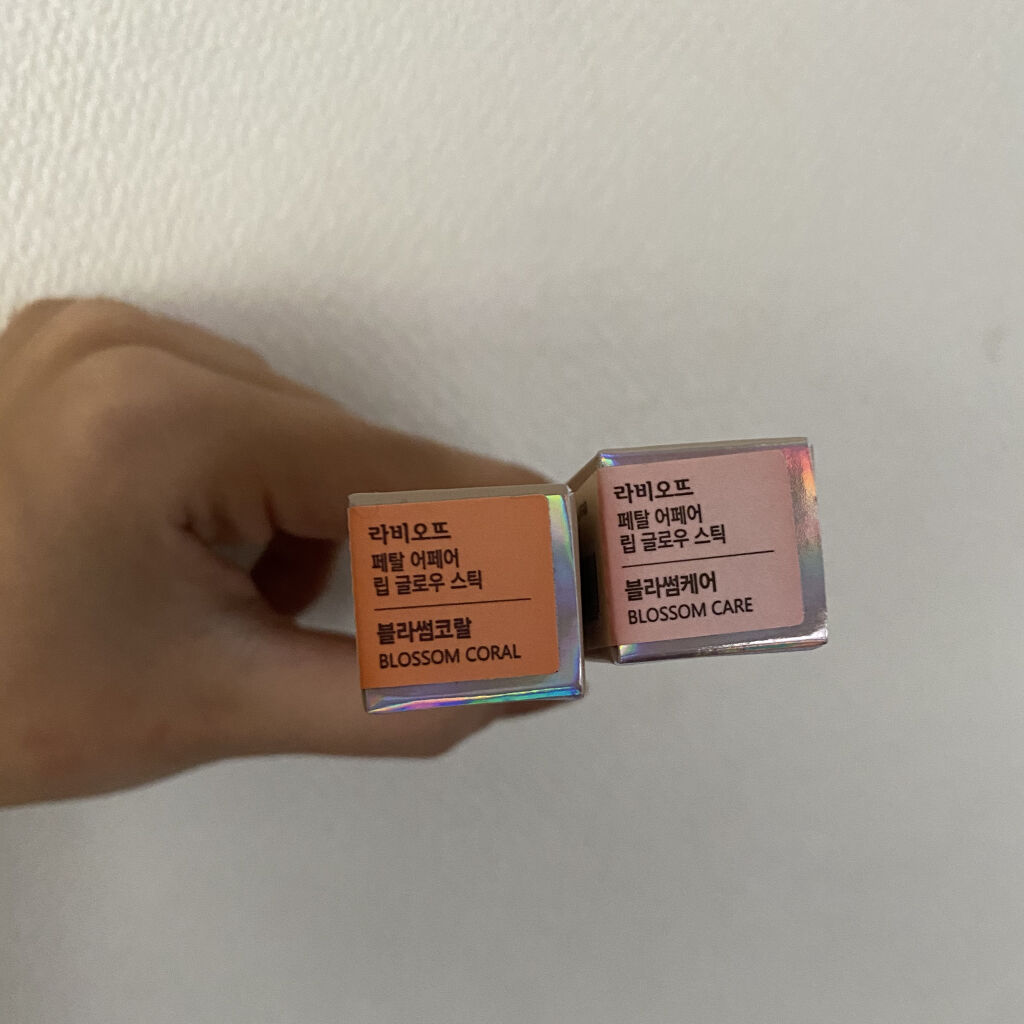 라비오뜨
페탈 어페어
립 글로우 스틱
블라썸코랄
BLOSSOM CORAL
라비오뜨
페탈 어페어
립 글로우 스틱
블라썸케어
BLOSSOM CARE